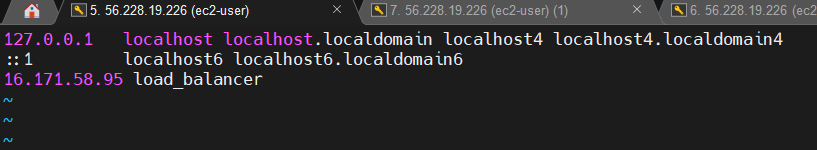 5. 56.228.19.226 (ec2-user) 7. 56.228.19.226 (ec2-user) (1) 6. 56.228.19.226 (ec2
127.0.0.1 localhost localhost.localdomain localhost4 localhost4.localdomain4
::1 localhost6 localhost6.localdomain6
16.171.58.95 load_balancer
~
~
~